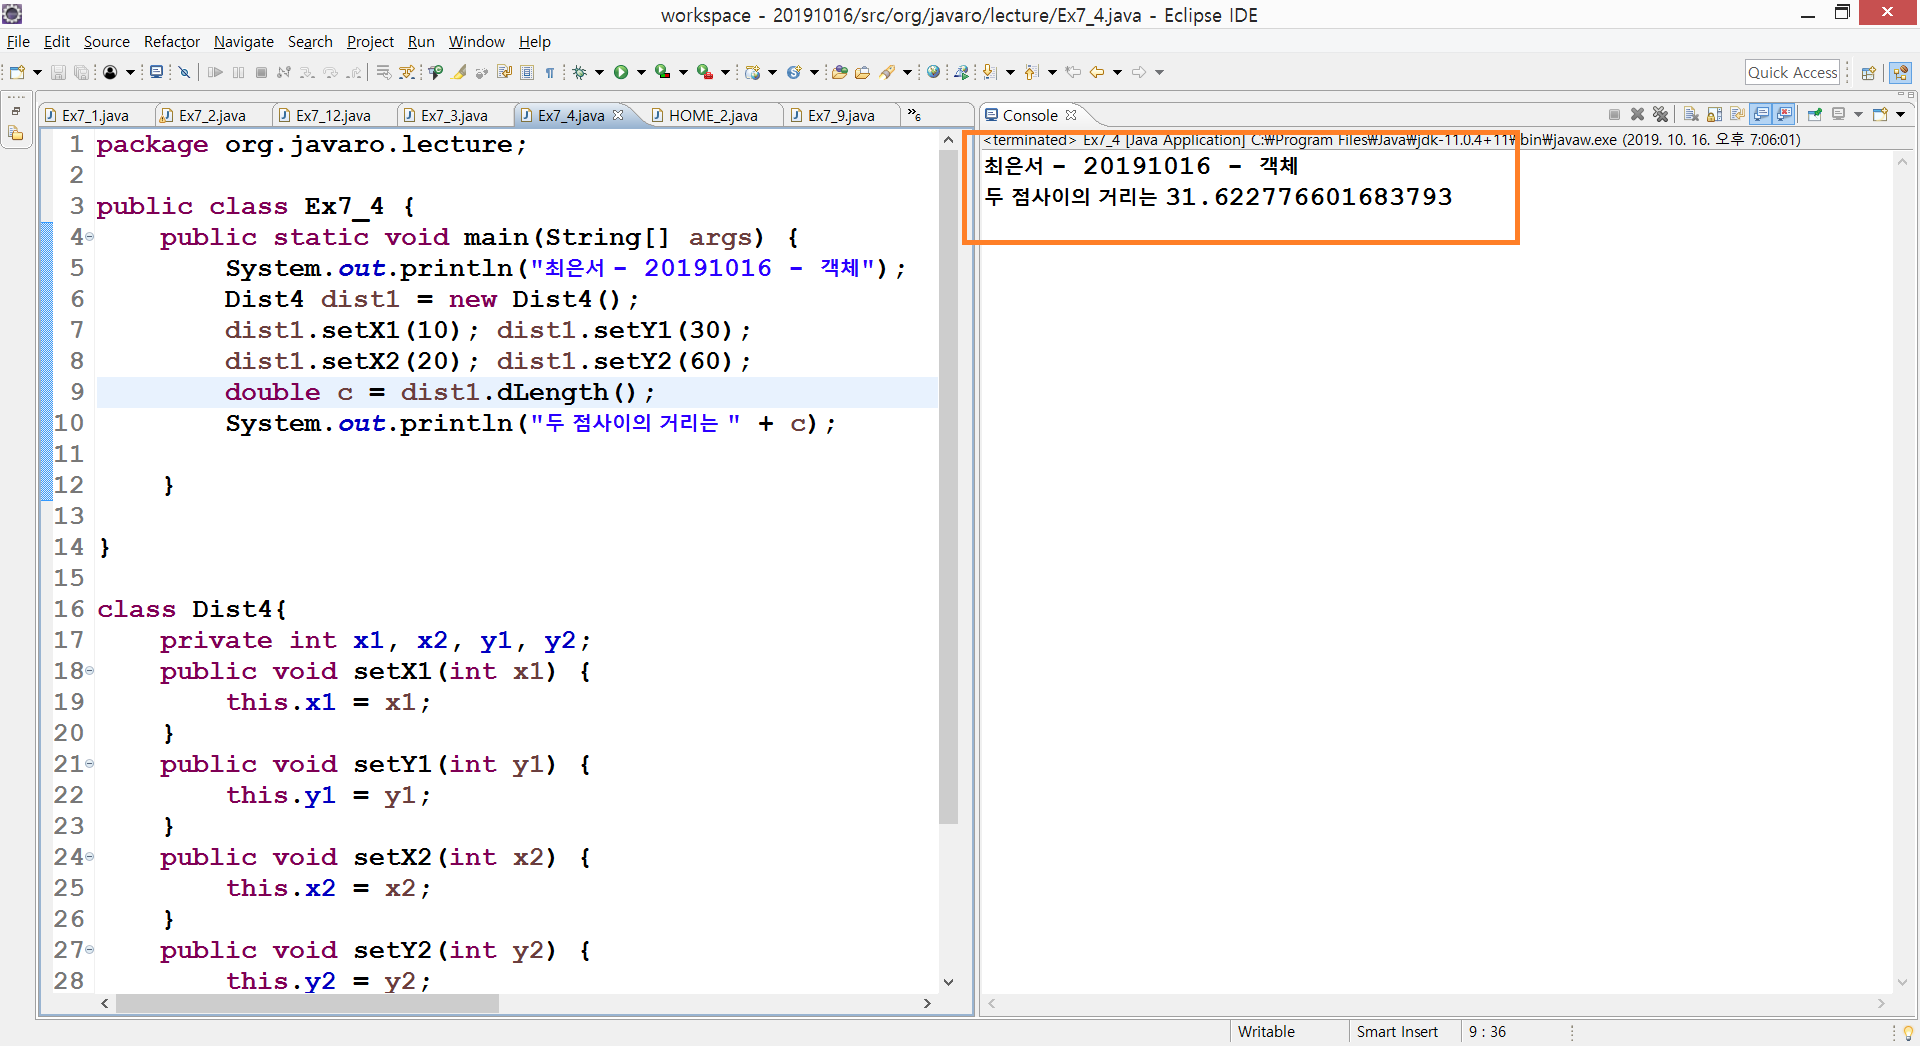 workspace - 20191016/src/org/javaro/lecture/Ex7_4.java - Eclipse IDE
File Edit Source Refactor Navigate Search Project Run Window Help
Quick Access
Ex7_1.java Ex7_2.java Ex7_12.java Ex7_3.java Ex7_4.java HOME_2.java Ex7_9.java »6
1 package org.javaro.lecture;
2
3 public class Ex7_4 {
4 public static void main(String[] args) {
5 System.out.println("최은서 - 20191016 - 객체");
6 Dist4 dist1 = new Dist4();
7 dist1.setX1(10); dist1.setY1(30);
8 dist1.setX2(20); dist1.setY2(60);
9 double c = dist1.dLength();
10 System.out.println("두 점사이의 거리는 " + c);
11
12 }
13
14 }
15
16 class Dist4{
17 private int x1, x2, y1, y2;
18 public void setX1(int x1) {
19 this.x1 = x1;
20 }
21 public void setY1(int y1) {
22 this.y1 = y1;
23 }
24 public void setX2(int x2) {
25 this.x2 = x2;
26 }
27 public void setY2(int y2) {
28 this.y2 = y2;
Console
<terminated> Ex7_4 [Java Application] C:₩Program Files₩Java₩jdk-11.0.4+11₩bin₩javaw.exe (2019. 10. 16. 오후 7:06:01)
최은서 - 20191016 - 객체
두 점사이의 거리는 31.622776601683793
Writable Smart Insert 9 : 36